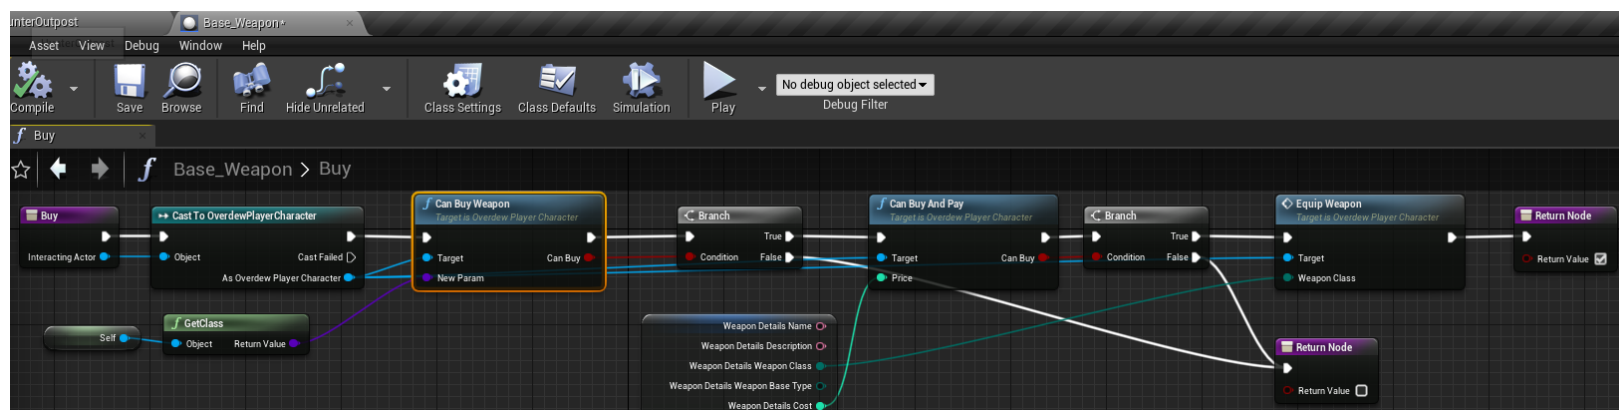 unterOutpost
Base_Weapon*
Asset View Debug Window Help
Compile Save Browse Find Hide Unrelated Class Settings Class Defaults Simulation Play
No debug object selected
Debug Filter
f Buy
f Base_Weapon > Buy
Buy
Interacting Actor
Cast To OverdewPlayerCharacter
Object
Cast Failed
As Overdew Player Character
Self
f GetClass
Object
Return Value
f Can Buy Weapon
Target is Overdew Player Character
Target
Can Buy
New Param
Branch
True
Condition
False
Weapon Details Name
Weapon Details Description
Weapon Details Weapon Class
Weapon Details Weapon Base Type
Weapon Details Cost
f Can Buy And Pay
Target is Overdew Player Character
Target
Can Buy
Price
Branch
True
Condition
False
Equip Weapon
Target is Overdew Player Character
Target
Weapon Class
Return Node
Return Value
Return Node
Return Value